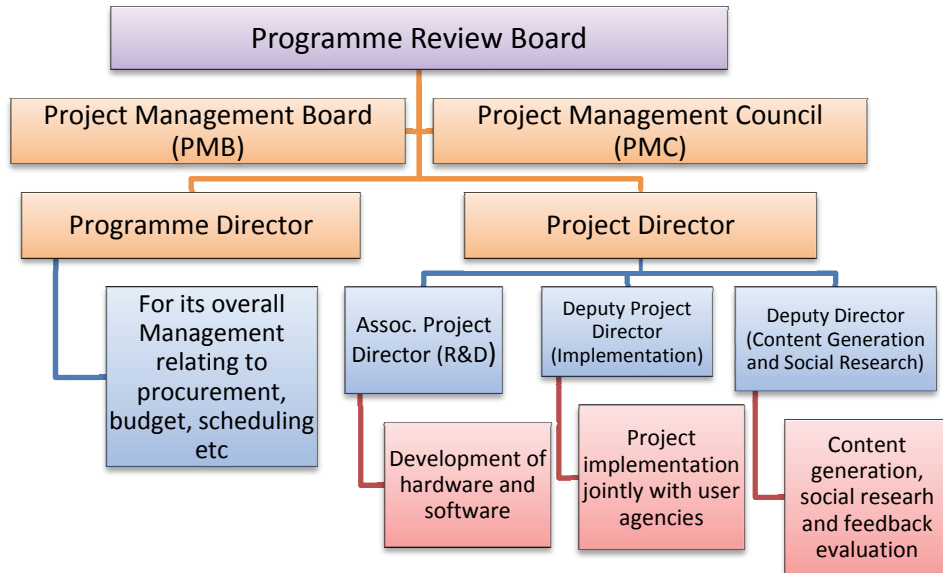 Programme Review Board
Project Management Board
(PMB)
Project Management Council
(PMC)
Programme Director
Project Director
For its overall
Management
relating to
procurement,
budget, scheduling
etc
Assoc. Project
Director (R&D)
Deputy Project
Director
(Implementation)
Deputy Director
(Content Generation
and Social Research)
Development of
hardware and
software
Project
implementation
jointly with user
agencies
Content
generation,
social researh
and feedback
evaluation